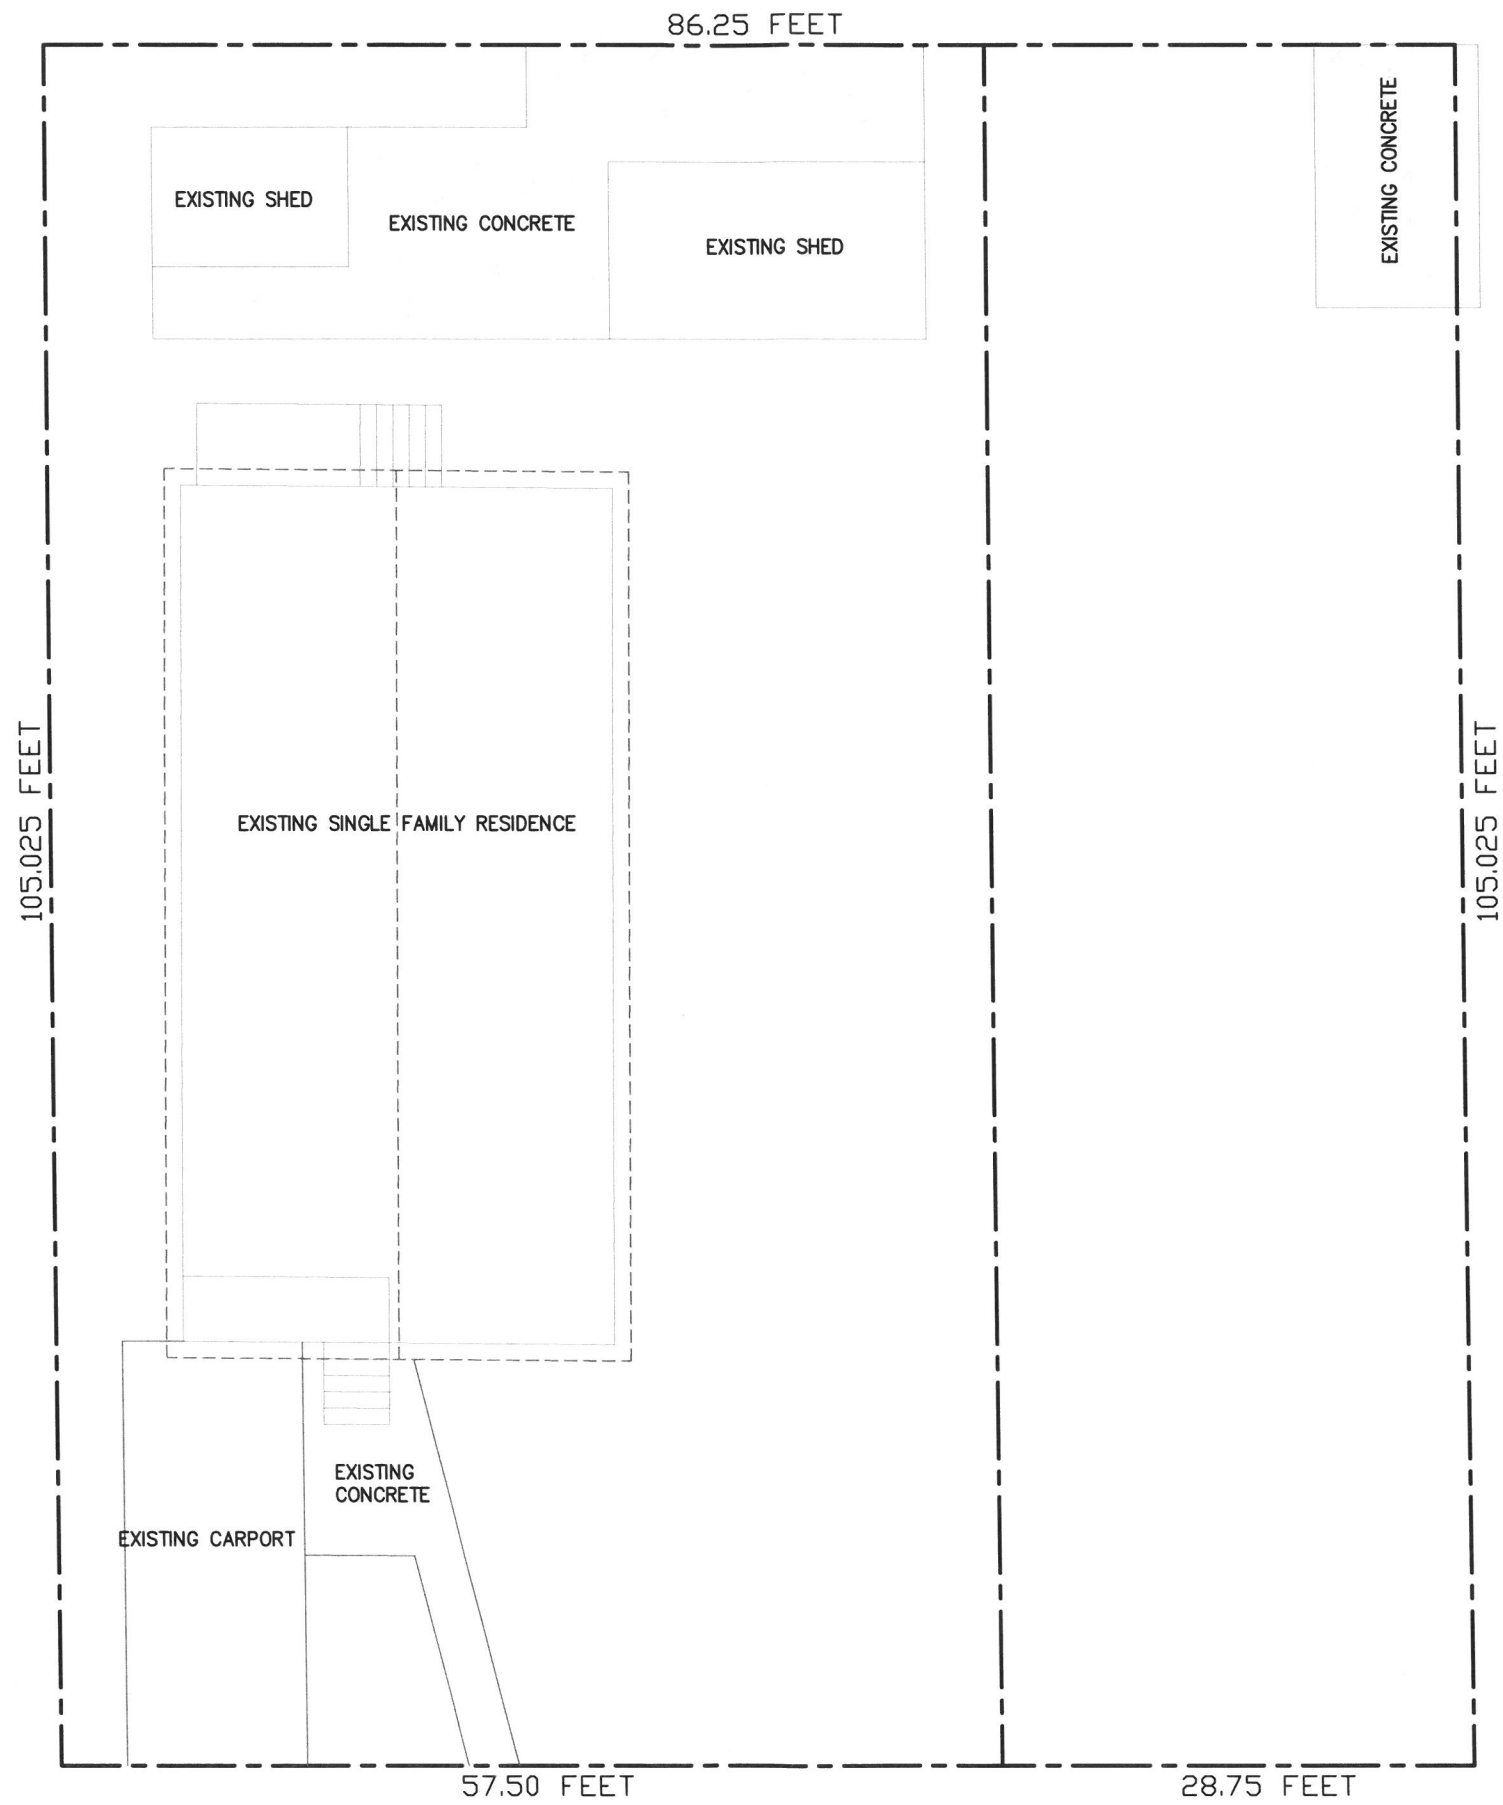 86.25 FEET
EXISTING SHED
EXISTING CONCRETE
EXISTING SHED
EXISTING CONCRETE
105.025 FEET
EXISTING SINGLE FAMILY RESIDENCE
105.025 FEET
EXISTING
CONCRETE
EXISTING CARPORT
57.50 FEET
28.75 FEET